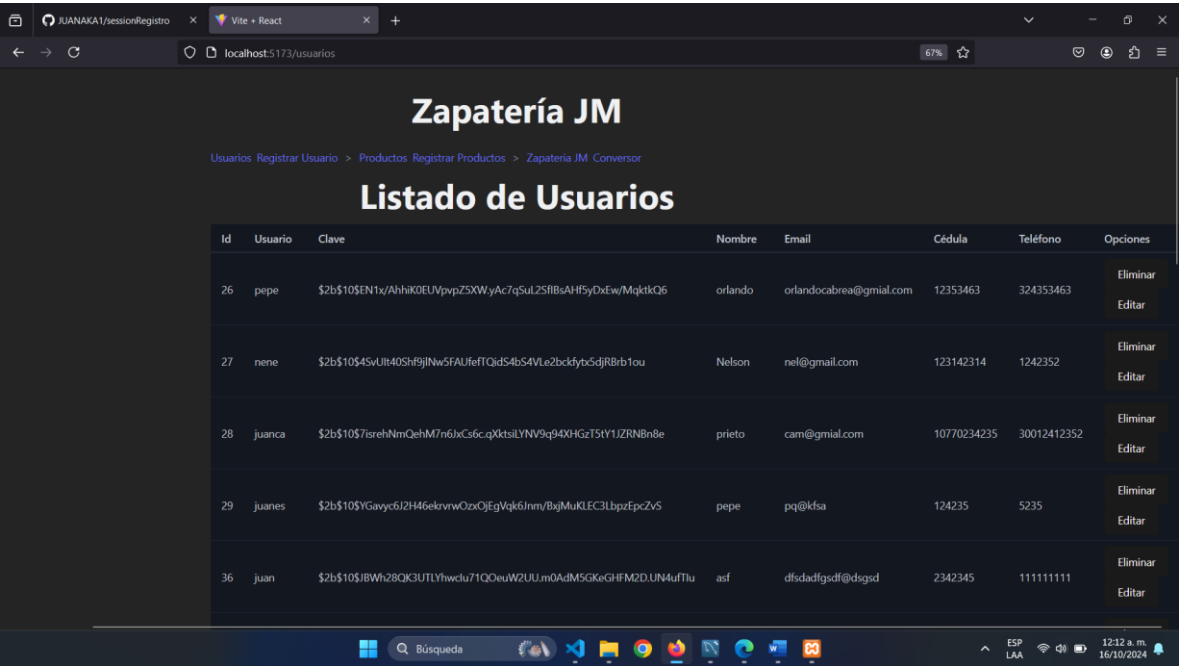 JUANAKA1/sessionRegistro
Vite + React
localhost:5173/usuarios
67%
Zapatería JM
Usuarios Registrar Usuario > Productos Registrar Productos > Zapateria JM Conversor
Listado de Usuarios
Id Usuario Clave Nombre Email Cédula Teléfono Opciones
26 pepe $2b$10$EN1x/AhhiK0EUVpvpZ5XW.yAc7qSuL2SfIBsAHf5yDxEw/MqktkQ6 orlando orlandocabrea@gmial.com 12353463 324353463 Eliminar
Editar
27 nene $2b$10$4SvUIt40Shf9jlNw5FAUfefTQidS4bS4VLe2bckfytx5djRBrb1ou Nelson nel@gmail.com 123142314 1242352 Eliminar
Editar
28 juanca $2b$10$7isrehNmQehM7n6JxCs6c.qXktsiLYNV9q94XHGzT5tY1JZRNBn8e prieto cam@gmial.com 10770234235 30012412352 Eliminar
Editar
29 juanes $2b$10$YGavyc6J2H46ekrvrwOzxOjEgVqk6Jnm/BxjMuKLEC3LbpzEpcZvS pepe pq@kfsa 124235 5235 Eliminar
Editar
36 juan $2b$10$JBWh28QK3UTLYhwclu71QOeuW2UU.m0AdM5GKeGHFM2D.UN4ufTIu asf dfsdadfgsdf@dsgsd 2342345 111111111 Eliminar
Editar
Búsqueda
ESP
LAA
12:12 a. m.
16/10/2024